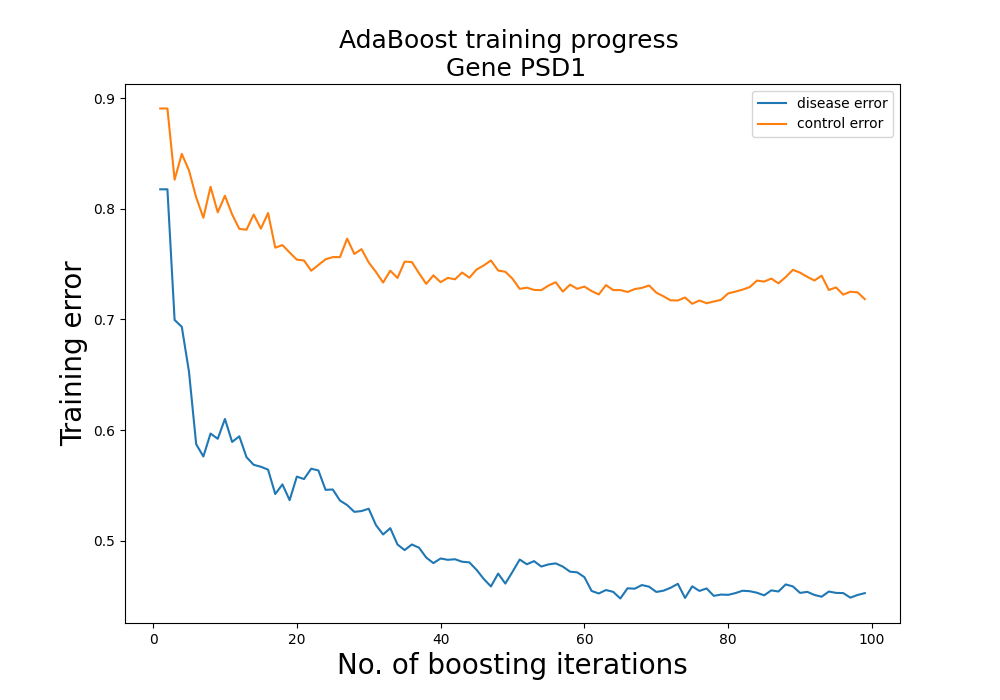 AdaBoost training progress
Gene PSD1
disease error
control error
0.9
0.8
0.7
0.6
0.5
Training error
0 20 40 60 80 100
No. of boosting iterations